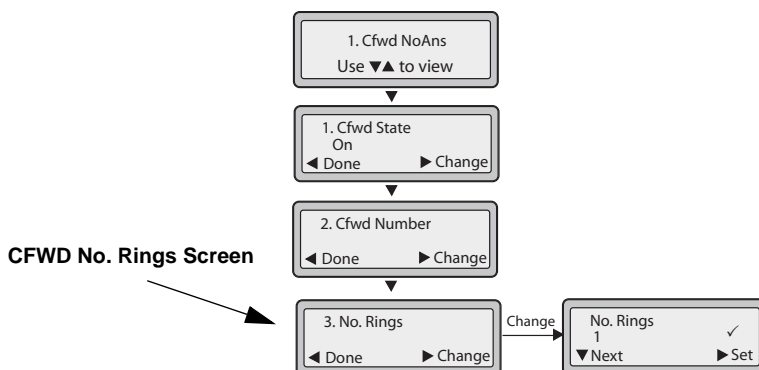 1. Cfwd NoAns
Use ▼▲ to view
▼
1. Cfwd State
On
◀ Done ▶ Change
▼
2. Cfwd Number
◀ Done ▶ Change
▼
CFWD No. Rings Screen
3. No. Rings
◀ Done ▶ Change
Change
No. Rings
1 ✓
▼Next ▶Set